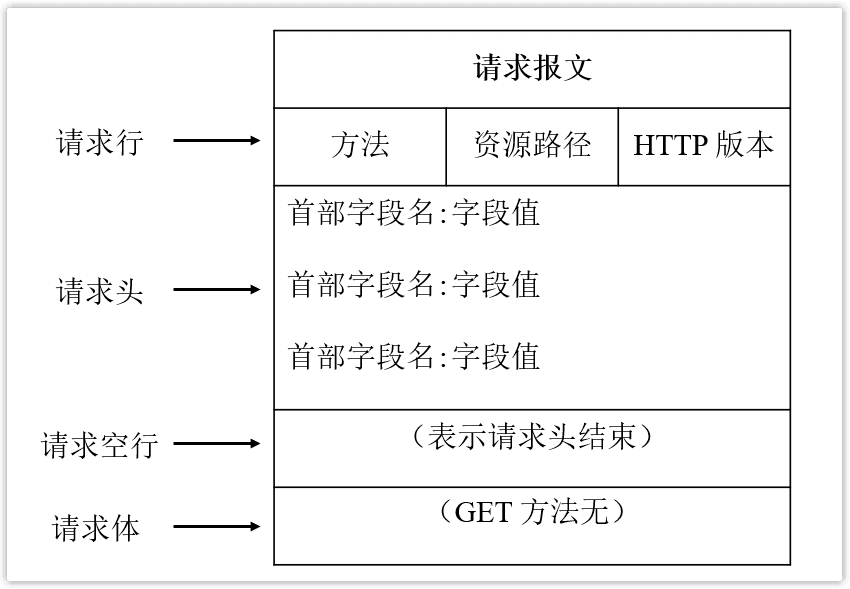 请求报文
请求行
方法
资源路径
HTTP 版本
请求头
首部字段名:字段值
首部字段名:字段值
首部字段名:字段值
请求空行
（表示请求头结束）
请求体
（GET 方法无）